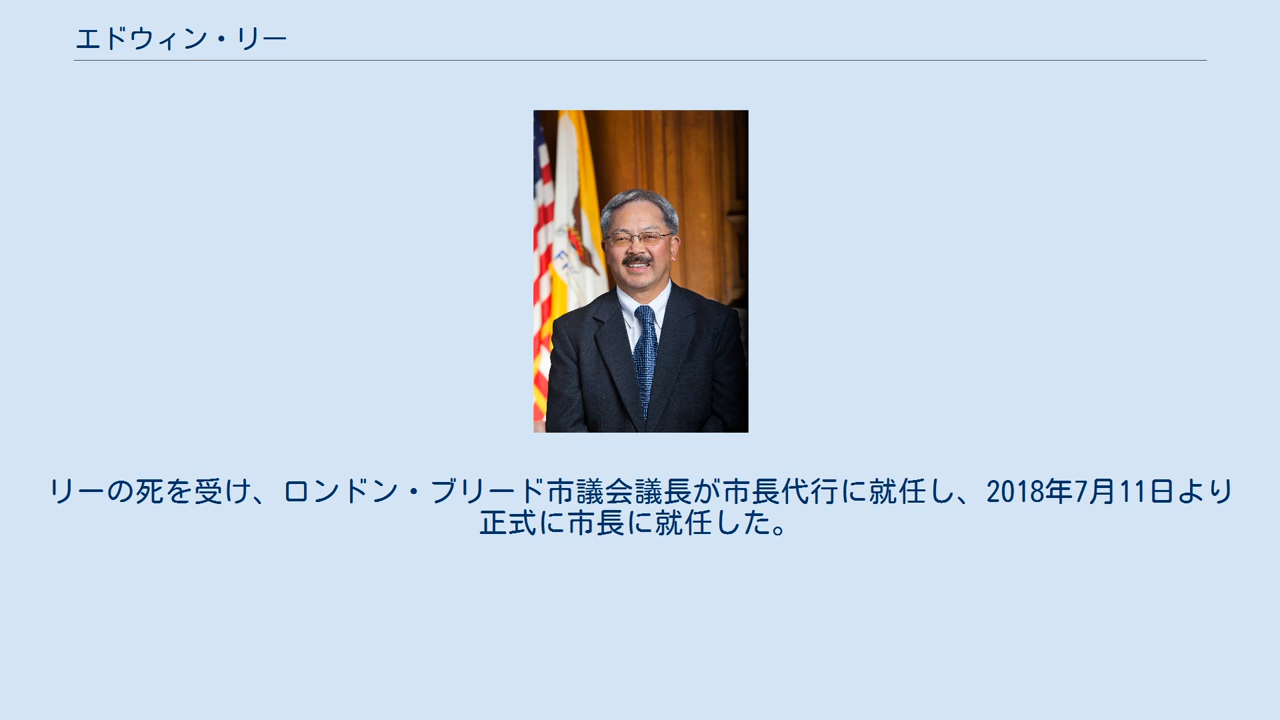 エドウィン・リー
リーの死を受け、ロンドン・ブリード市議会議長が市長代行に就任し、2018年7月11日より
正式に市長に就任した。